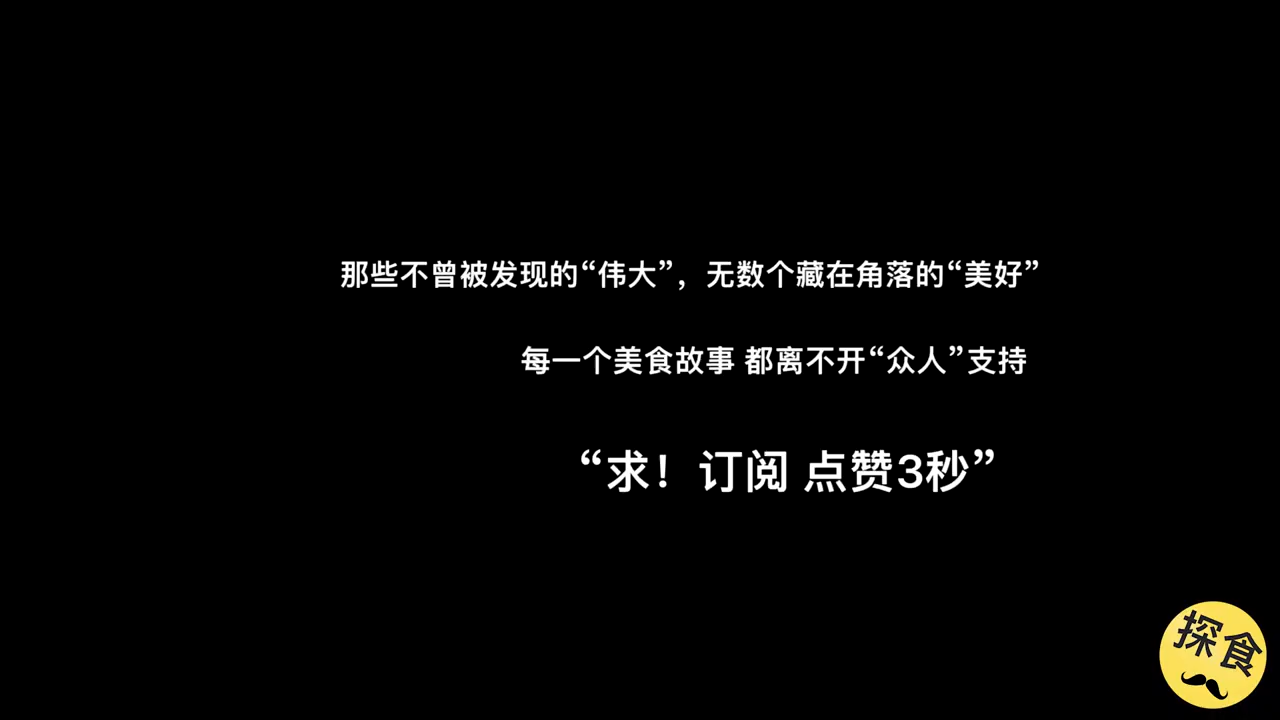 那些不曾被发现的“伟大”，无数个藏在角落的“美好”
每一个美食故事 都离不开“众人”支持
“求！订阅 点赞3秒”
探食